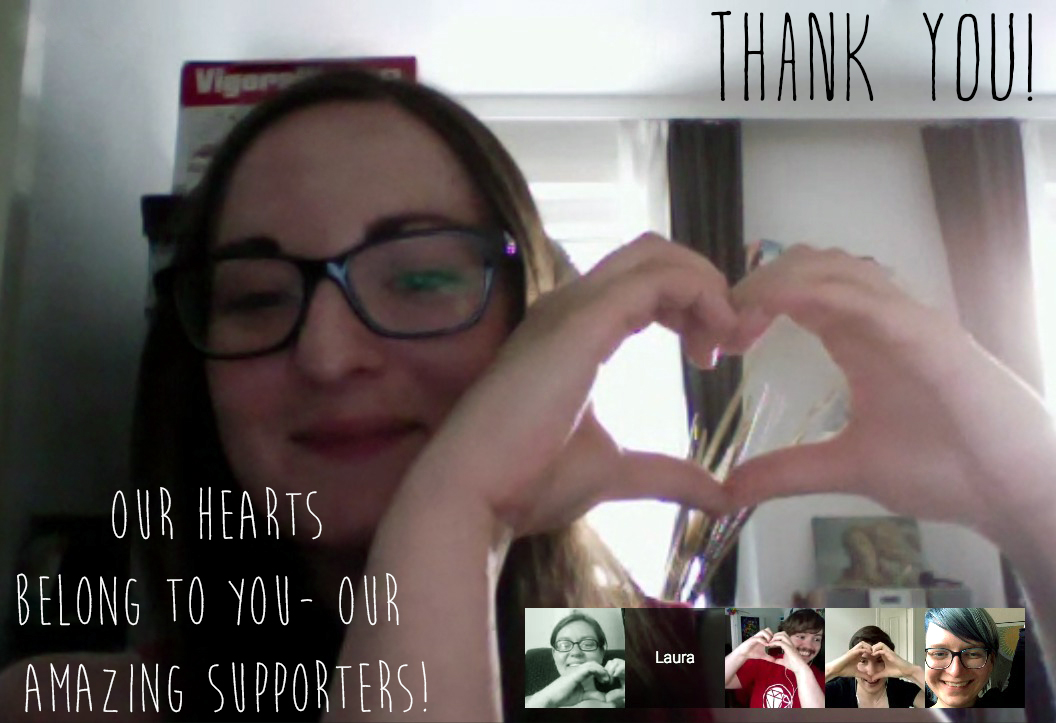 THANK YOU!
OUR HEARTS
BELONG TO YOU- OUR
AMAZING SUPPORTERS!
Laura